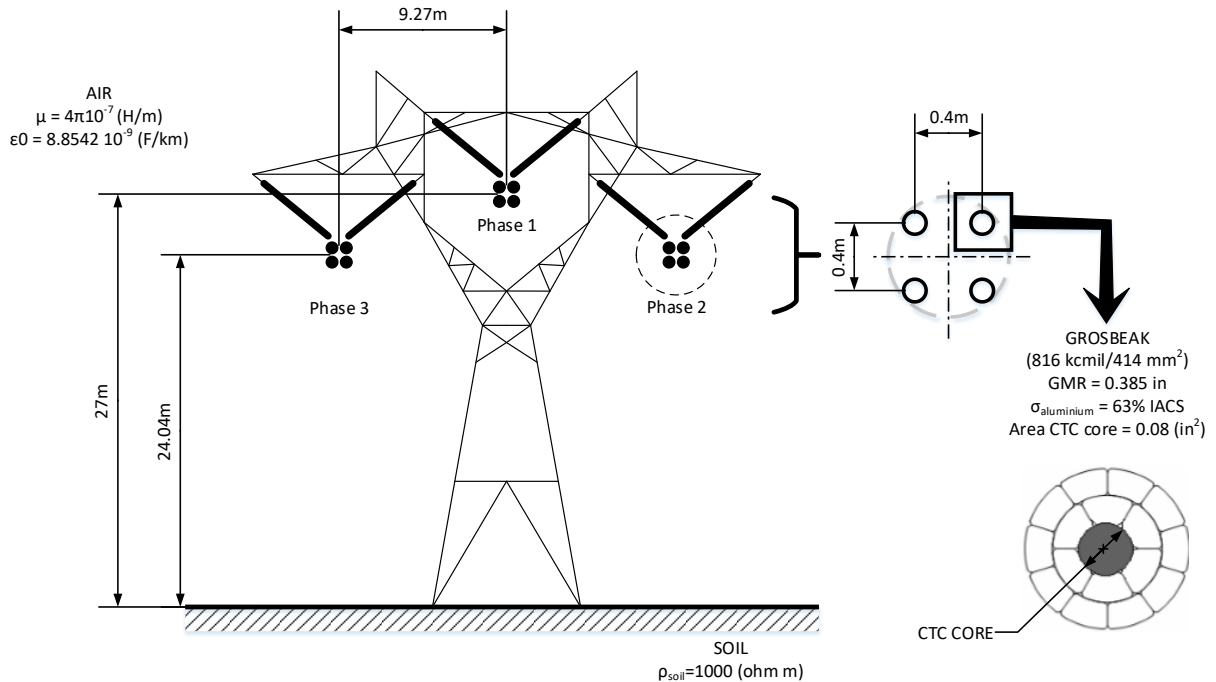 9.27m
AIR
μ = 4π10⁻⁷ (H/m)
ε0 = 8.8542 10⁻⁹ (F/km)
0.4m
Phase 1
0.4m
Phase 3
Phase 2
27m
24.04m
GROSBEAK
(816 kcmil/414 mm²)
GMR = 0.385 in
σaluminium = 63% IACS
Area CTC core = 0.08 (in²)
CTC CORE
SOIL
ρsoil=1000 (ohm m)